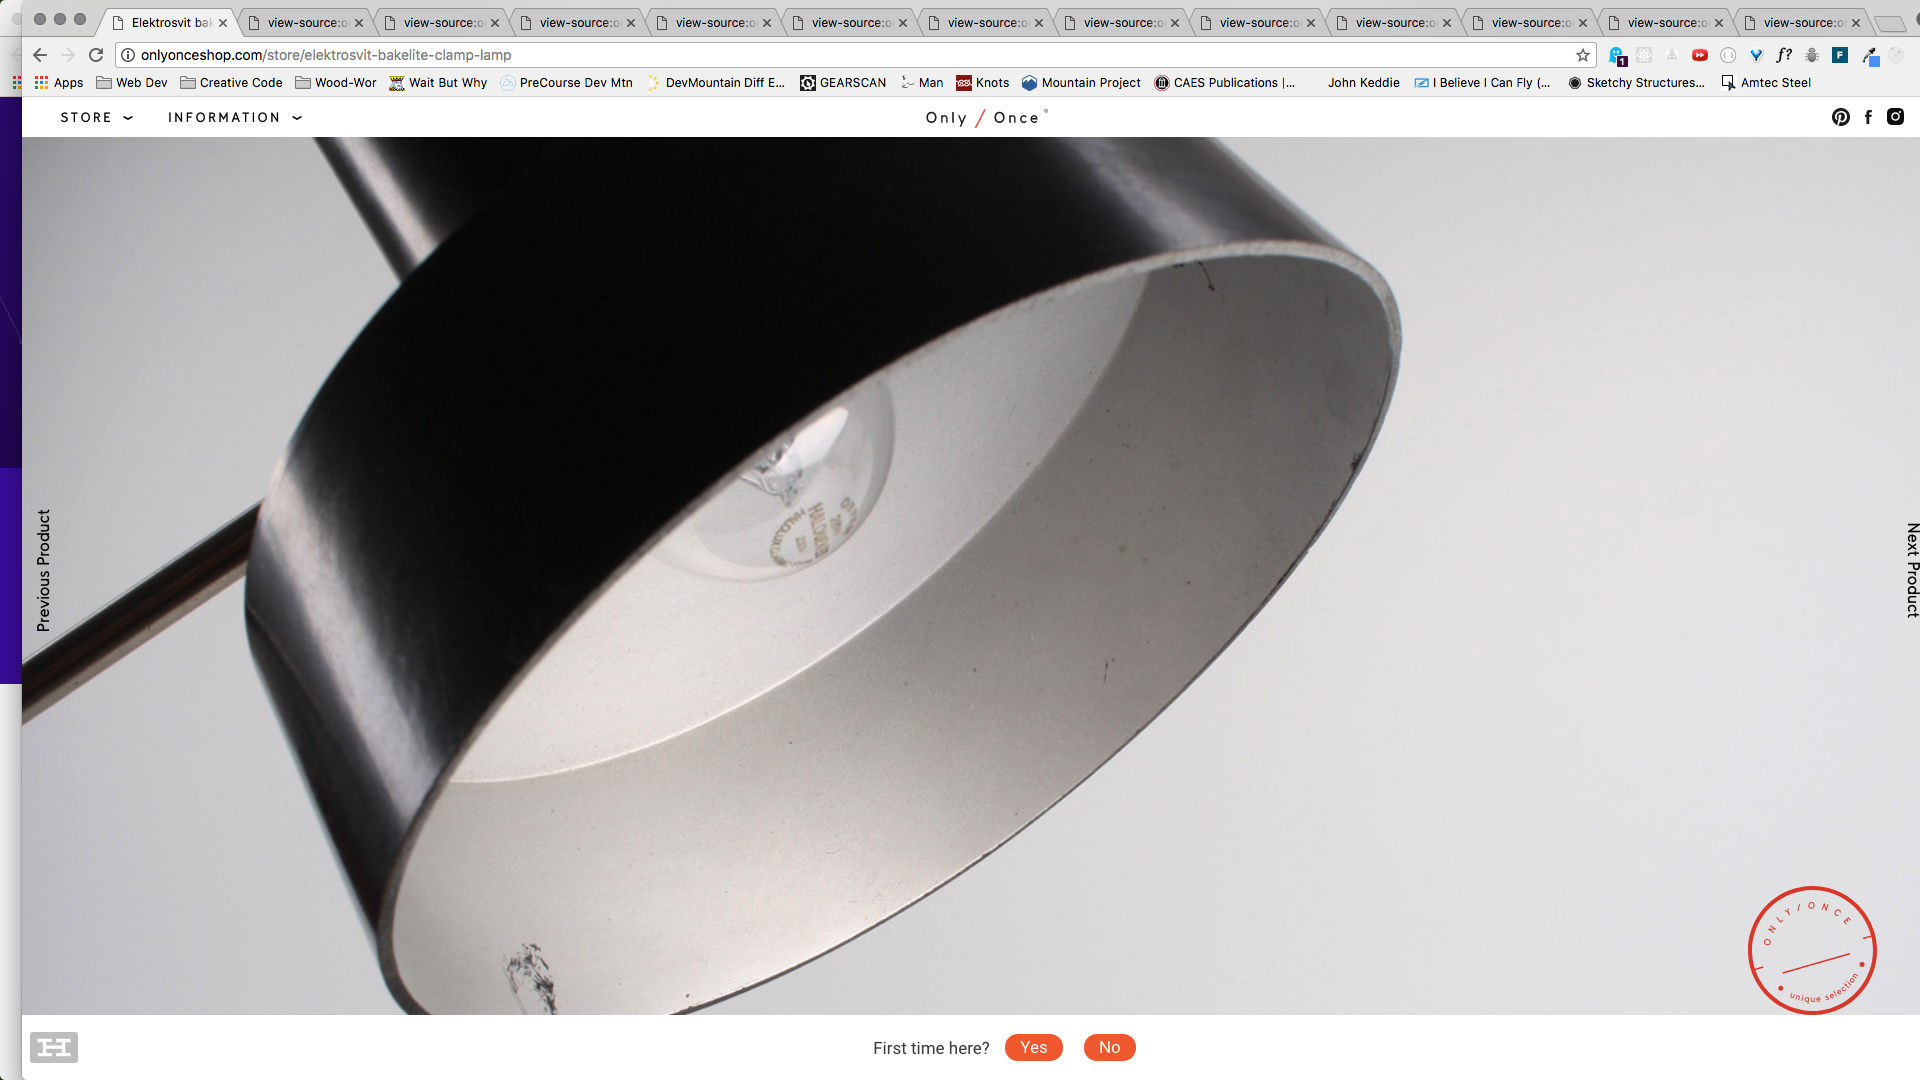 Elektrosvit bak
view-source:o
view-source:o
view-source:o
view-source:o
view-source:o
view-source:o
view-source:o
view-source:o
view-source:o
view-source:o
view-source:o
view-source:o
onlyonceshop.com/store/elektrosvit-bakelite-clamp-lamp
1
f?
F
Apps
Web Dev
Creative Code
Wood-Wor
Wait But Why
PreCourse Dev Mtn
DevMountain Diff E...
GEARSCAN
Man
Knots
Mountain Project
CAES Publications |...
John Keddie
I Believe I Can Fly (...
Sketchy Structures...
Amtec Steel
STORE
INFORMATION
Only / Once
Previous Product
Next Product
ONLY/ONCE
unique selection
First time here?
Yes
No